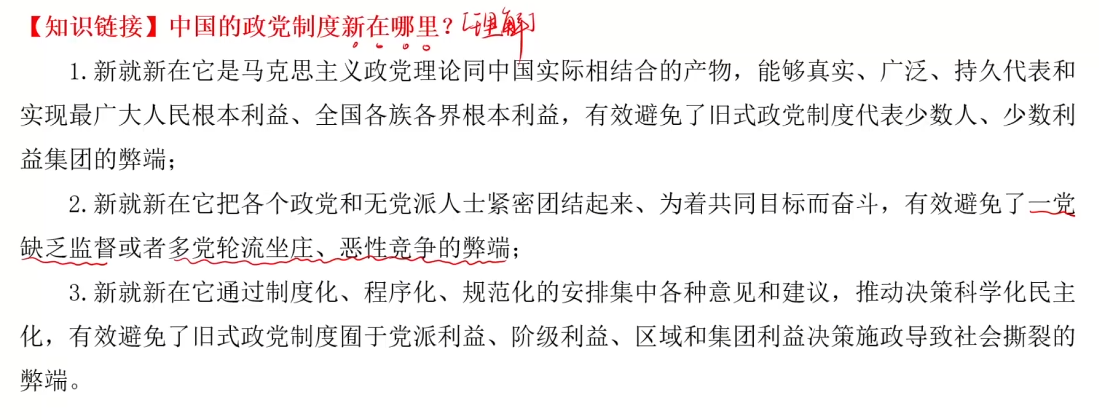 【知识链接】中国的政党制度新在哪里？[理解]
1.新就新在它是马克思主义政党理论同中国实际相结合的产物，能够真实、广泛、持久代表和
实现最广大人民根本利益、全国各族各界根本利益，有效避免了旧式政党制度代表少数人、少数利
益集团的弊端；
2.新就新在它把各个政党和无党派人士紧密团结起来、为着共同目标而奋斗，有效避免了一党
缺乏监督或者多党轮流坐庄、恶性竞争的弊端；
3.新就新在它通过制度化、程序化、规范化的安排集中各种意见和建议，推动决策科学化民主
化，有效避免了旧式政党制度囿于党派利益、阶级利益、区域和集团利益决策施政导致社会撕裂的
弊端。